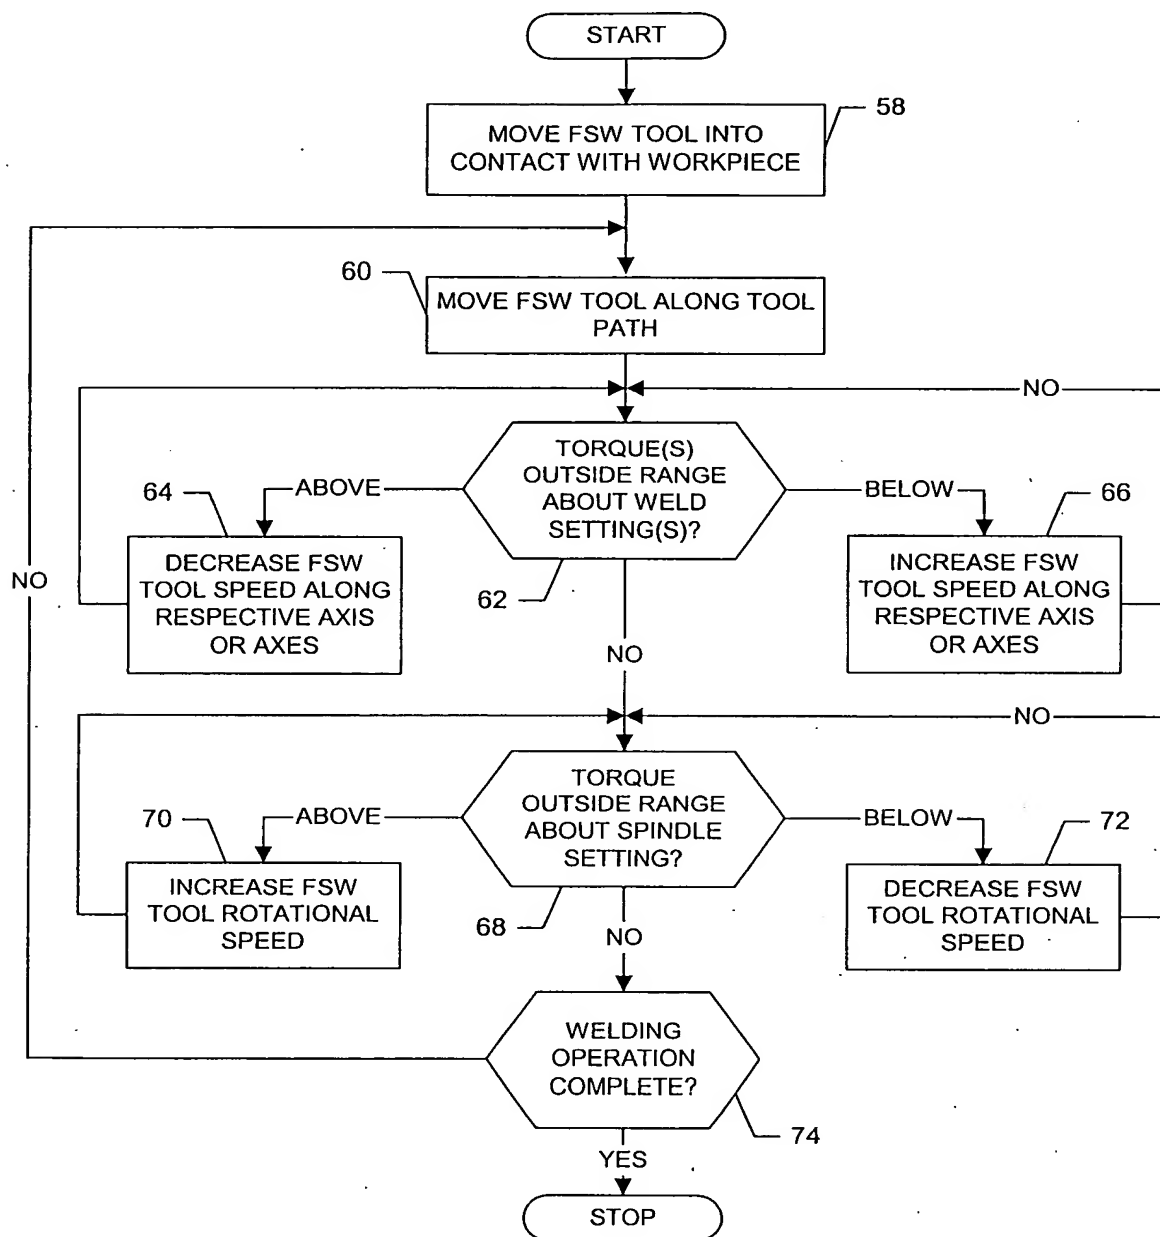 START
58
MOVE FSW TOOL INTO
CONTACT WITH WORKPIECE
60
MOVE FSW TOOL ALONG TOOL
PATH
NO
TORQUE(S)
OUTSIDE RANGE
ABOUT WELD
SETTING(S)?
62
ABOVE
BELOW
64
DECREASE FSW
TOOL SPEED ALONG
RESPECTIVE AXIS
OR AXES
66
INCREASE FSW
TOOL SPEED ALONG
RESPECTIVE AXIS
OR AXES
NO
NO
NO
TORQUE
OUTSIDE RANGE
ABOUT SPINDLE
SETTING?
68
ABOVE
BELOW
70
INCREASE FSW
TOOL ROTATIONAL
SPEED
72
DECREASE FSW
TOOL ROTATIONAL
SPEED
NO
WELDING
OPERATION
COMPLETE?
74
YES
STOP